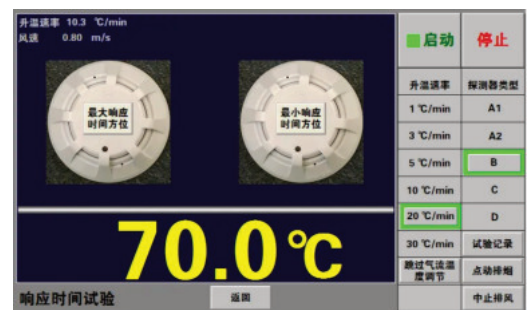 升温速率 10.3 ℃/min
风速 0.80 m/s
启动
停止
最大响应
时间方位
最小响应
时间方位
升温速率
探测器类型
1 ℃/min
A1
3 ℃/min
A2
5 ℃/min
B
10 ℃/min
C
20 ℃/min
D
30 ℃/min
试验记录
跳过气流温
度调节
点动排烟
70.0℃
响应时间试验
返回
中止排风